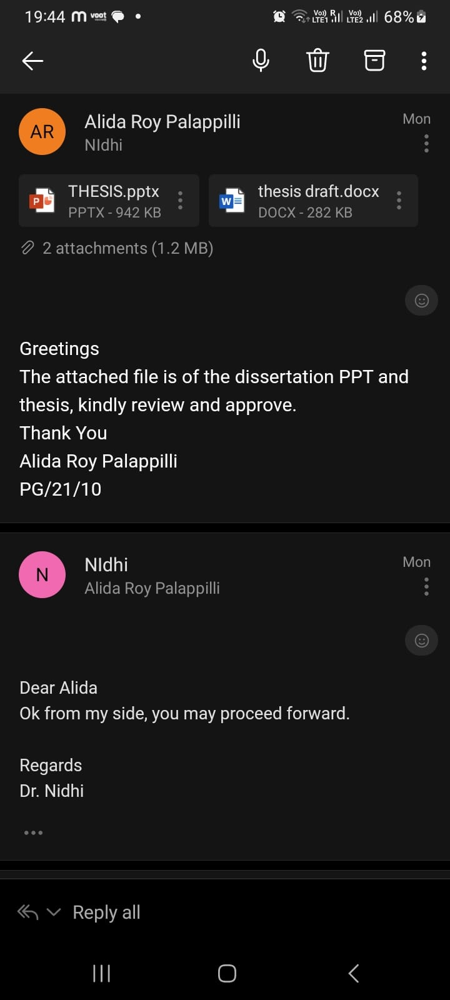 19:44 m voot
Vo)) R Vo)) 68%
LTE1 LTE2
AR
Alida Roy Palappilli
Mon
NIdhi
P
THESIS.pptx
PPTX - 942 KB
W
thesis draft.docx
DOCX - 282 KB
2 attachments (1.2 MB)
Greetings
The attached file is of the dissertation PPT and
thesis, kindly review and approve.
Thank You
Alida Roy Palappilli
PG/21/10
N
NIdhi
Mon
Alida Roy Palappilli
Dear Alida
Ok from my side, you may proceed forward.
Regards
Dr. Nidhi
Reply all